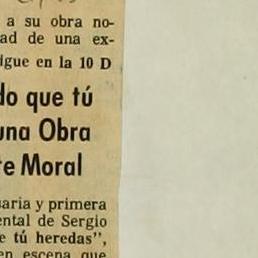 a su obra no-
ad de una ex-
sigue en la 10 D
do que tú
una Obra
te Moral
saria y primera
ental de Sergio
e tú heredas",
en escena que